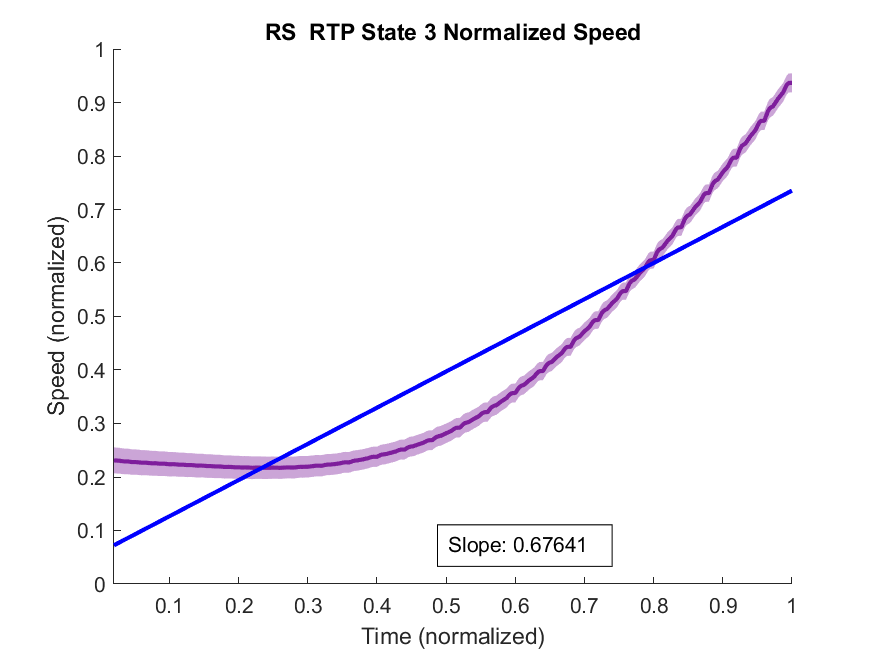 RS  RTP State 3 Normalized Speed
1
0.9
0.8
0.7
0.6
0.5
0.4
0.3
0.2
0.1
0
Speed (normalized)
Slope: 0.67641
0.1 0.2 0.3 0.4 0.5 0.6 0.7 0.8 0.9 1
Time (normalized)